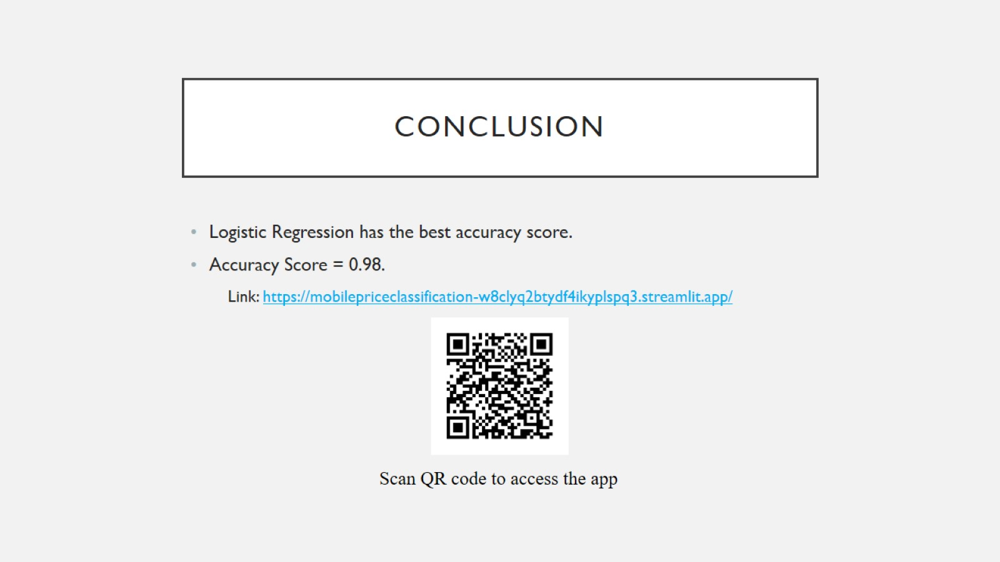 CONCLUSION
• Logistic Regression has the best accuracy score.
• Accuracy Score = 0.98.
Link: https://mobilepriceclassification-w8clyq2btydf4ikyplspq3.streamlit.app/
Scan QR code to access the app